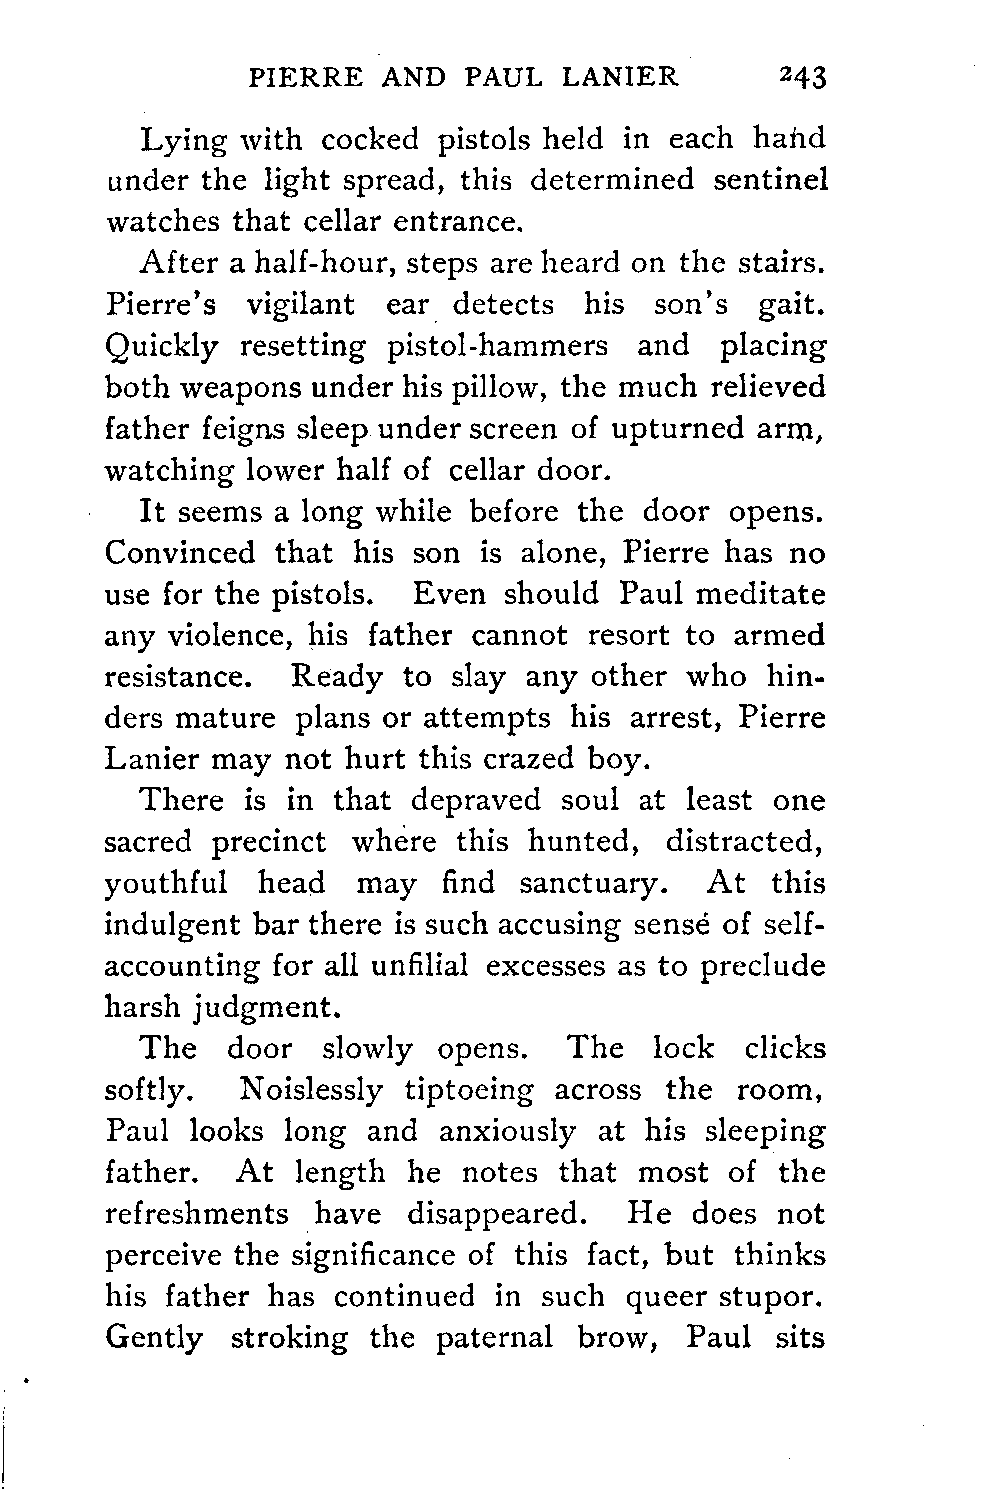 PIERRE AND PAUL LANIER 243
Lying with cocked pistols held in each hand
under the light spread, this determined sentinel
watches that cellar entrance.
After a half-hour, steps are heard on the stairs.
Pierre's vigilant ear detects his son's gait.
Quickly resetting pistol-hammers and placing
both weapons under his pillow, the much relieved
father feigns sleep under screen of upturned arm,
watching lower half of cellar door.
It seems a long while before the door opens.
Convinced that his son is alone, Pierre has no
use for the pistols. Even should Paul meditate
any violence, his father cannot resort to armed
resistance. Ready to slay any other who hin-
ders mature plans or attempts his arrest, Pierre
Lanier may not hurt this crazed boy.
There is in that depraved soul at least one
sacred precinct where this hunted, distracted,
youthful head may find sanctuary. At this
indulgent bar there is such accusing sense of self-
accounting for all unfilial excesses as to preclude
harsh judgment.
The door slowly opens. The lock clicks
softly. Noislessly tiptoeing across the room,
Paul looks long and anxiously at his sleeping
father. At length he notes that most of the
refreshments have disappeared. He does not
perceive the significance of this fact, but thinks
his father has continued in such queer stupor.
Gently stroking the paternal brow, Paul sits